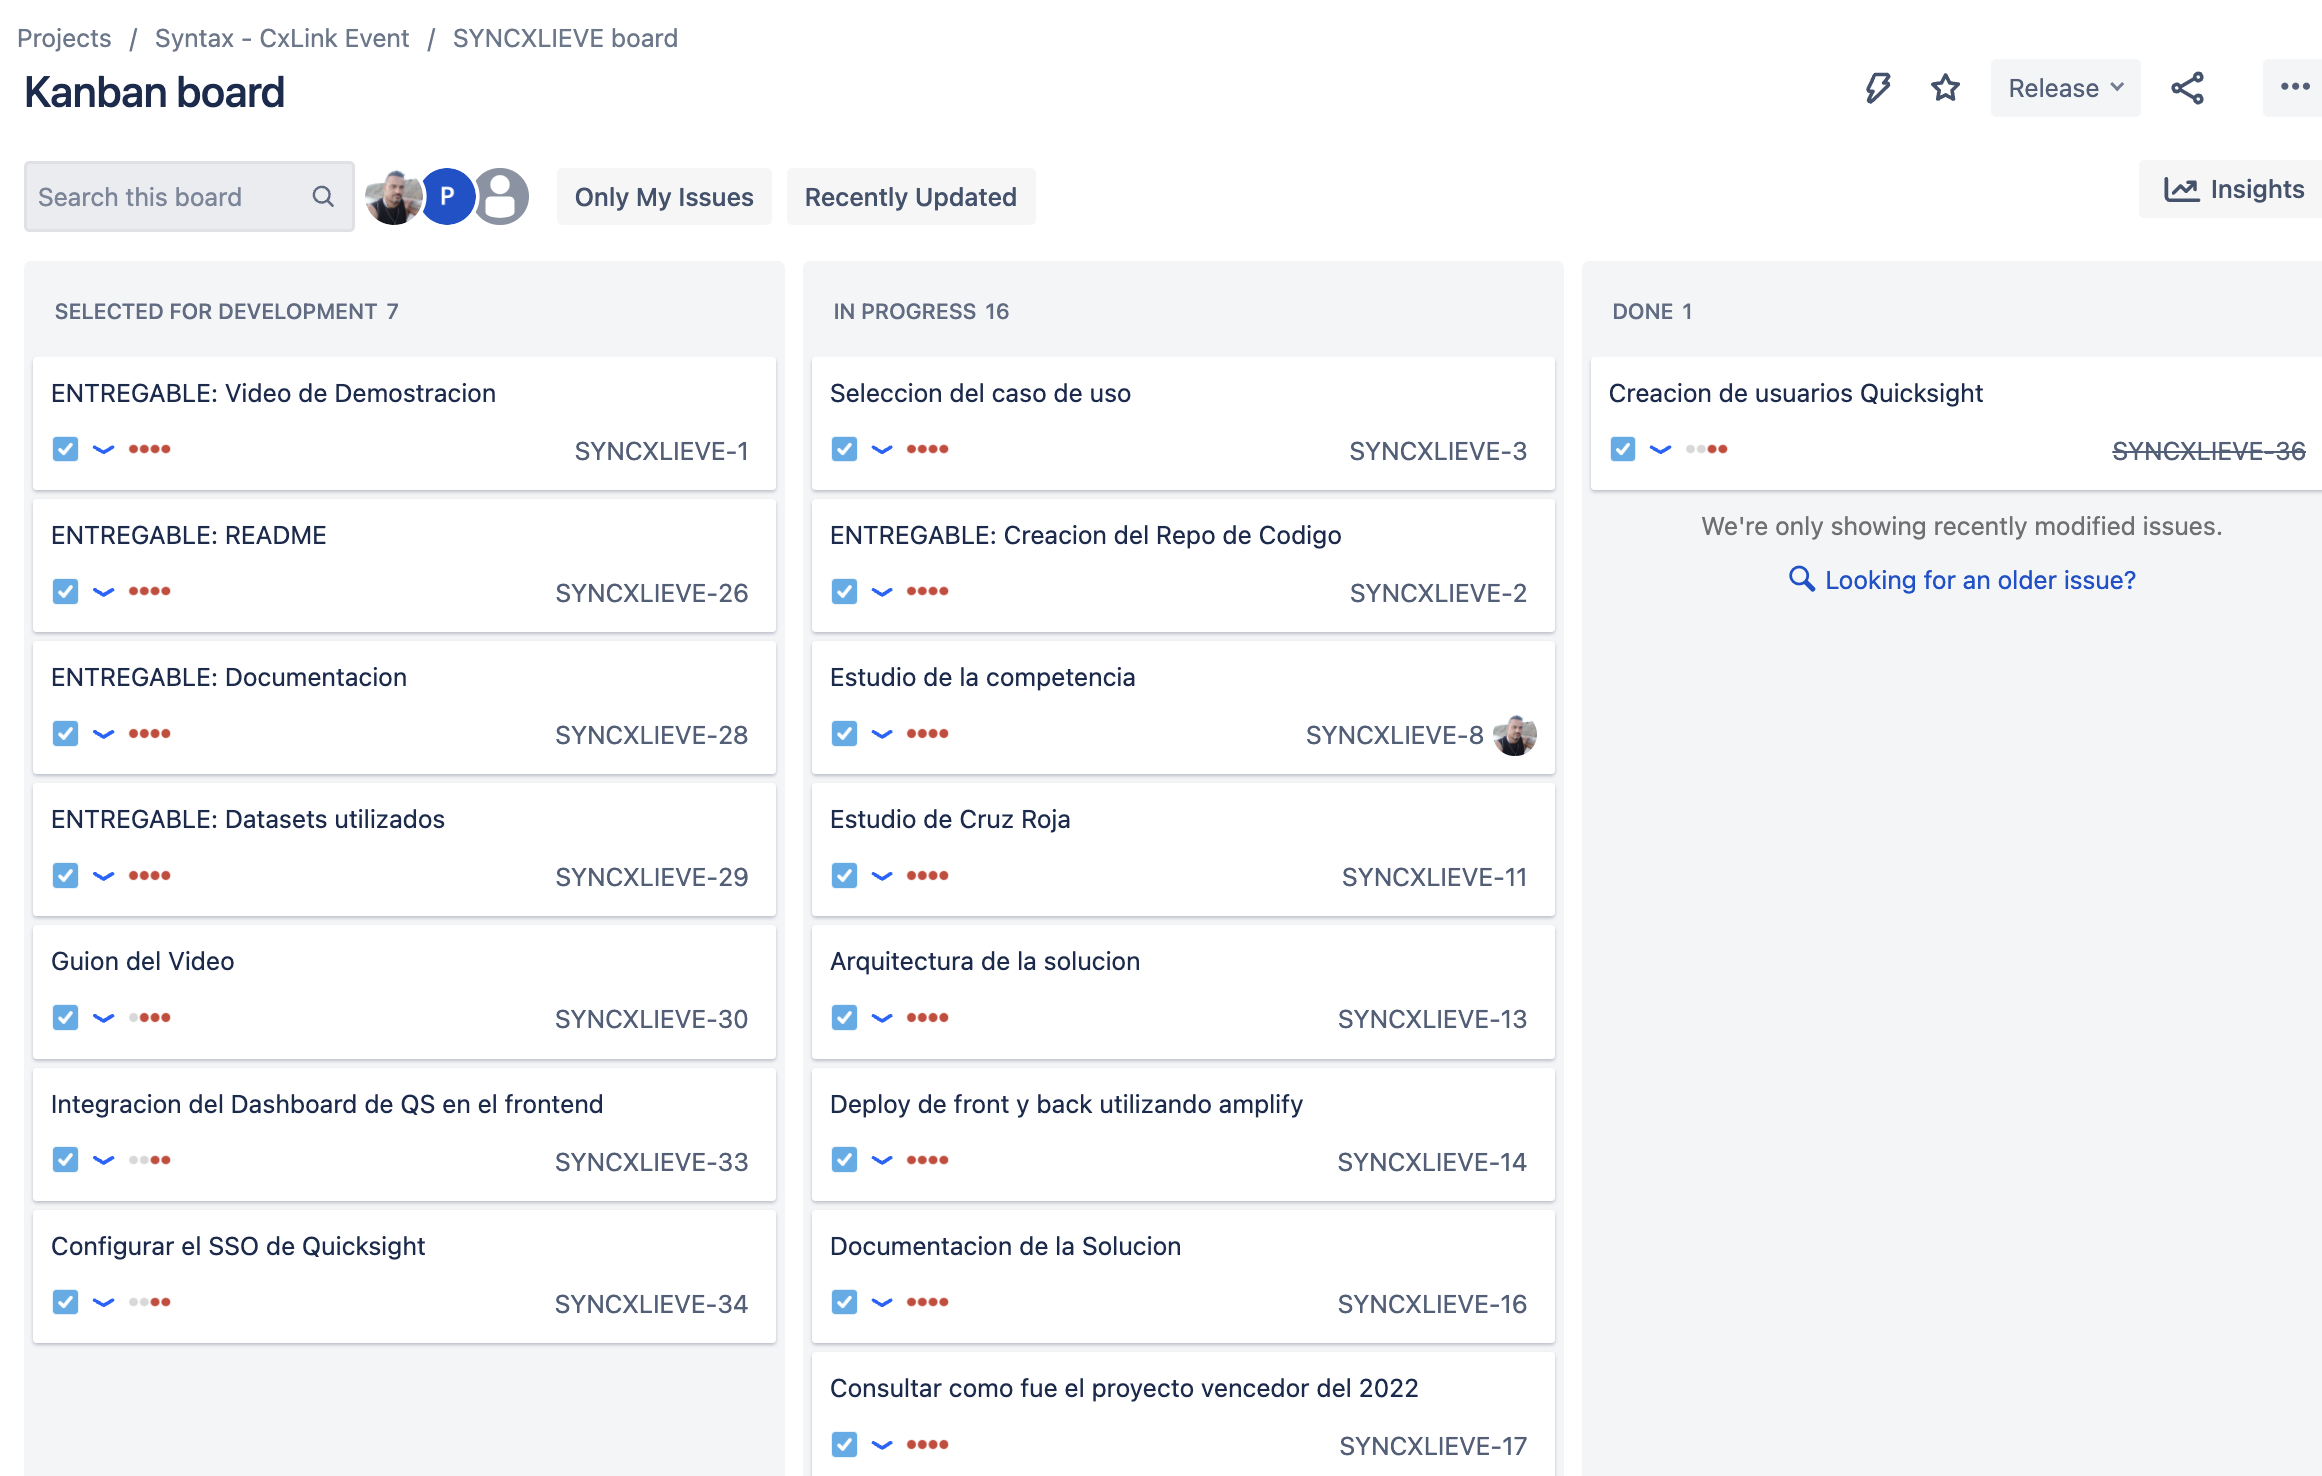 Projects / Syntax - CxLink Event / SYNCXLIEVE board
Kanban board
Release
Search this board
P
Only My Issues
Recently Updated
Insights
SELECTED FOR DEVELOPMENT 7
ENTREGABLE: Video de Demostracion
SYNCXLIEVE-1
ENTREGABLE: README
SYNCXLIEVE-26
ENTREGABLE: Documentacion
SYNCXLIEVE-28
ENTREGABLE: Datasets utilizados
SYNCXLIEVE-29
Guion del Video
SYNCXLIEVE-30
Integracion del Dashboard de QS en el frontend
SYNCXLIEVE-33
Configurar el SSO de Quicksight
SYNCXLIEVE-34
IN PROGRESS 16
Seleccion del caso de uso
SYNCXLIEVE-3
ENTREGABLE: Creacion del Repo de Codigo
SYNCXLIEVE-2
Estudio de la competencia
SYNCXLIEVE-8
Estudio de Cruz Roja
SYNCXLIEVE-11
Arquitectura de la solucion
SYNCXLIEVE-13
Deploy de front y back utilizando amplify
SYNCXLIEVE-14
Documentacion de la Solucion
SYNCXLIEVE-16
Consultar como fue el proyecto vencedor del 2022
SYNCXLIEVE-17
DONE 1
Creacion de usuarios Quicksight
SYNCXLIEVE-36
We're only showing recently modified issues.
Looking for an older issue?